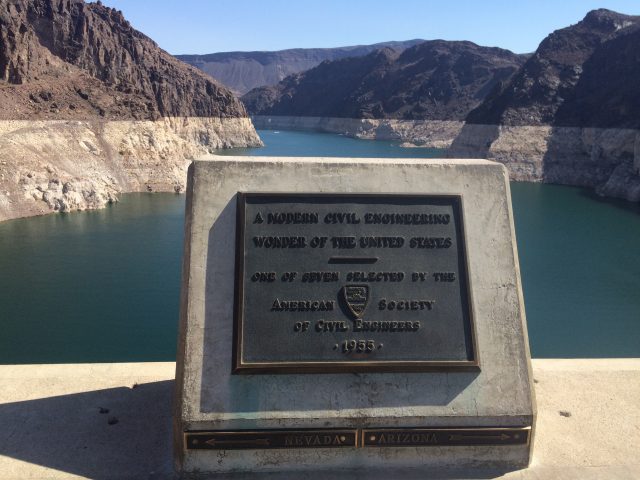 A MODERN CIVIL ENGINEERING
WONDER OF THE UNITED STATES
ONE OF SEVEN SELECTED BY THE
AMERICAN SOCIETY
OF CIVIL ENGINEERS
· 1955 ·
NEVADA ARIZONA